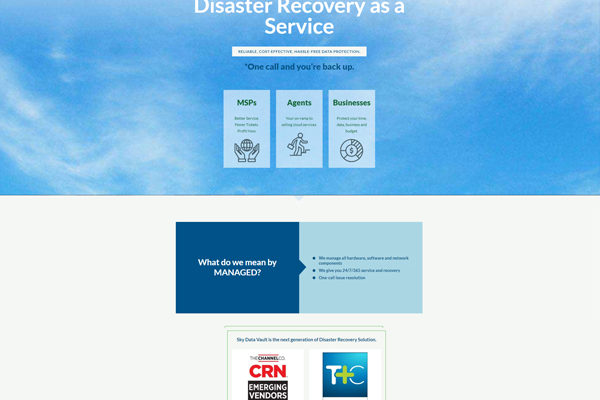 Disaster Recovery as a
Service
RELIABLE, COST-EFFECTIVE, HASSLE-FREE DATA PROTECTION.
*One call and you're back up.
MSPs
Better Service
Fewer Tickets
Profit from
Agents
Your on-ramp to
selling cloud services
Businesses
Protect your time,
data, business and
budget
What do we mean by
MANAGED?
We manage all hardware, software and network
components
We give you 24/7/365 service and recovery
One-call issue resolution
Sky Data Vault is the next generation of Disaster Recovery Solution.
THE CHANNEL CO.
CRN
EMERGING
VENDORS
T+C